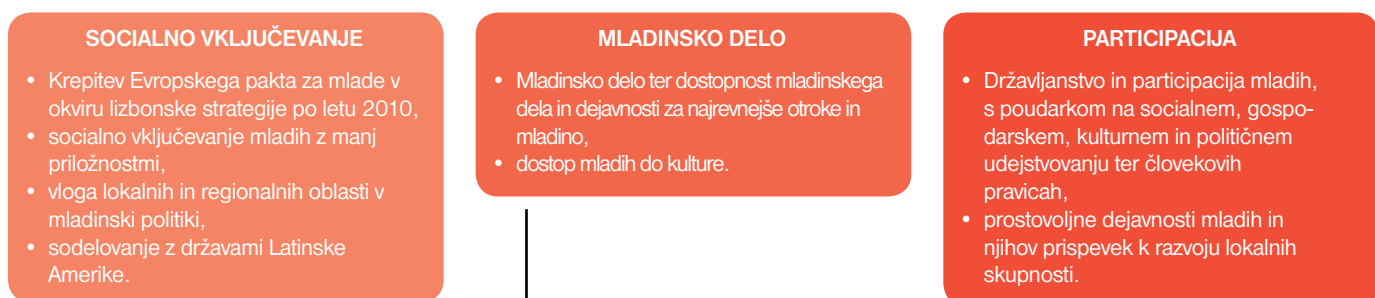 SOCIALNO VKLJUČEVANJE
• Krepitev Evropskega pakta za mlade v
okviru lizbonske strategije po letu 2010,
• socialno vključevanje mladih z manj
priložnostmi,
• vloga lokalnih in regionalnih oblasti v
mladinski politiki,
• sodelovanje z državami Latinske
Amerike.
MLADINSKO DELO
• Mladinsko delo ter dostopnost mladinskega
dela in dejavnosti za najrevnejše otroke in
mladino,
• dostop mladih do kulture.
PARTICIPACIJA
• Državljanstvo in participacija mladih,
s poudarkom na socialnem, gospo-
darskem, kulturnem in političnem
udejstvovanju ter človekovih
pravicah,
• prostovoljne dejavnosti mladih in
njihov prispevek k razvoju lokalnih
skupnosti.